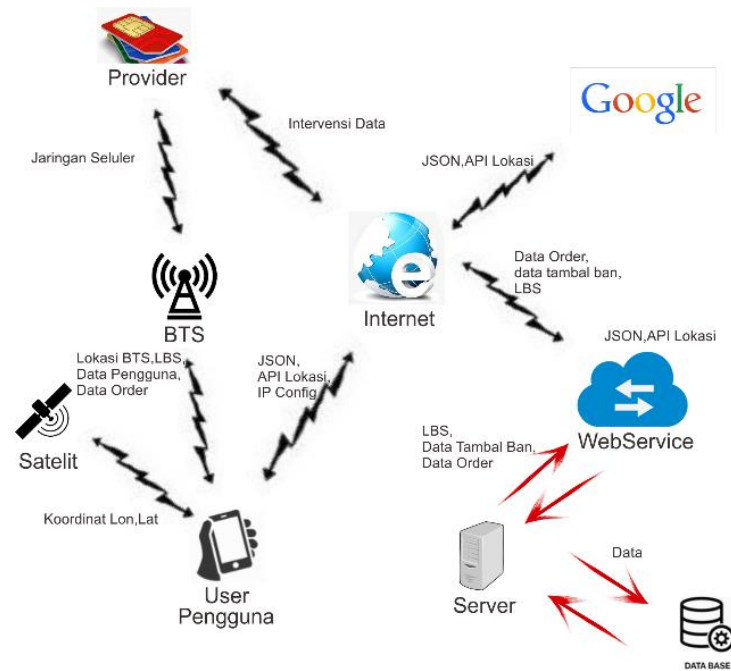 Provider
Google
Intervensi Data
Jaringan Seluler
JSON,API Lokasi
Data Order,
data tambal ban,
LBS
BTS
Internet
JSON,API Lokasi
Lokasi BTS,LBS,
Data Pengguna,
Data Order
JSON,
API Lokasi,
IP Config,
WebService
LBS,
Data Tambal Ban,
Data Order
Satelit
Koordinat Lon,Lat
Data
User
Pengguna
Server
DATA BASE